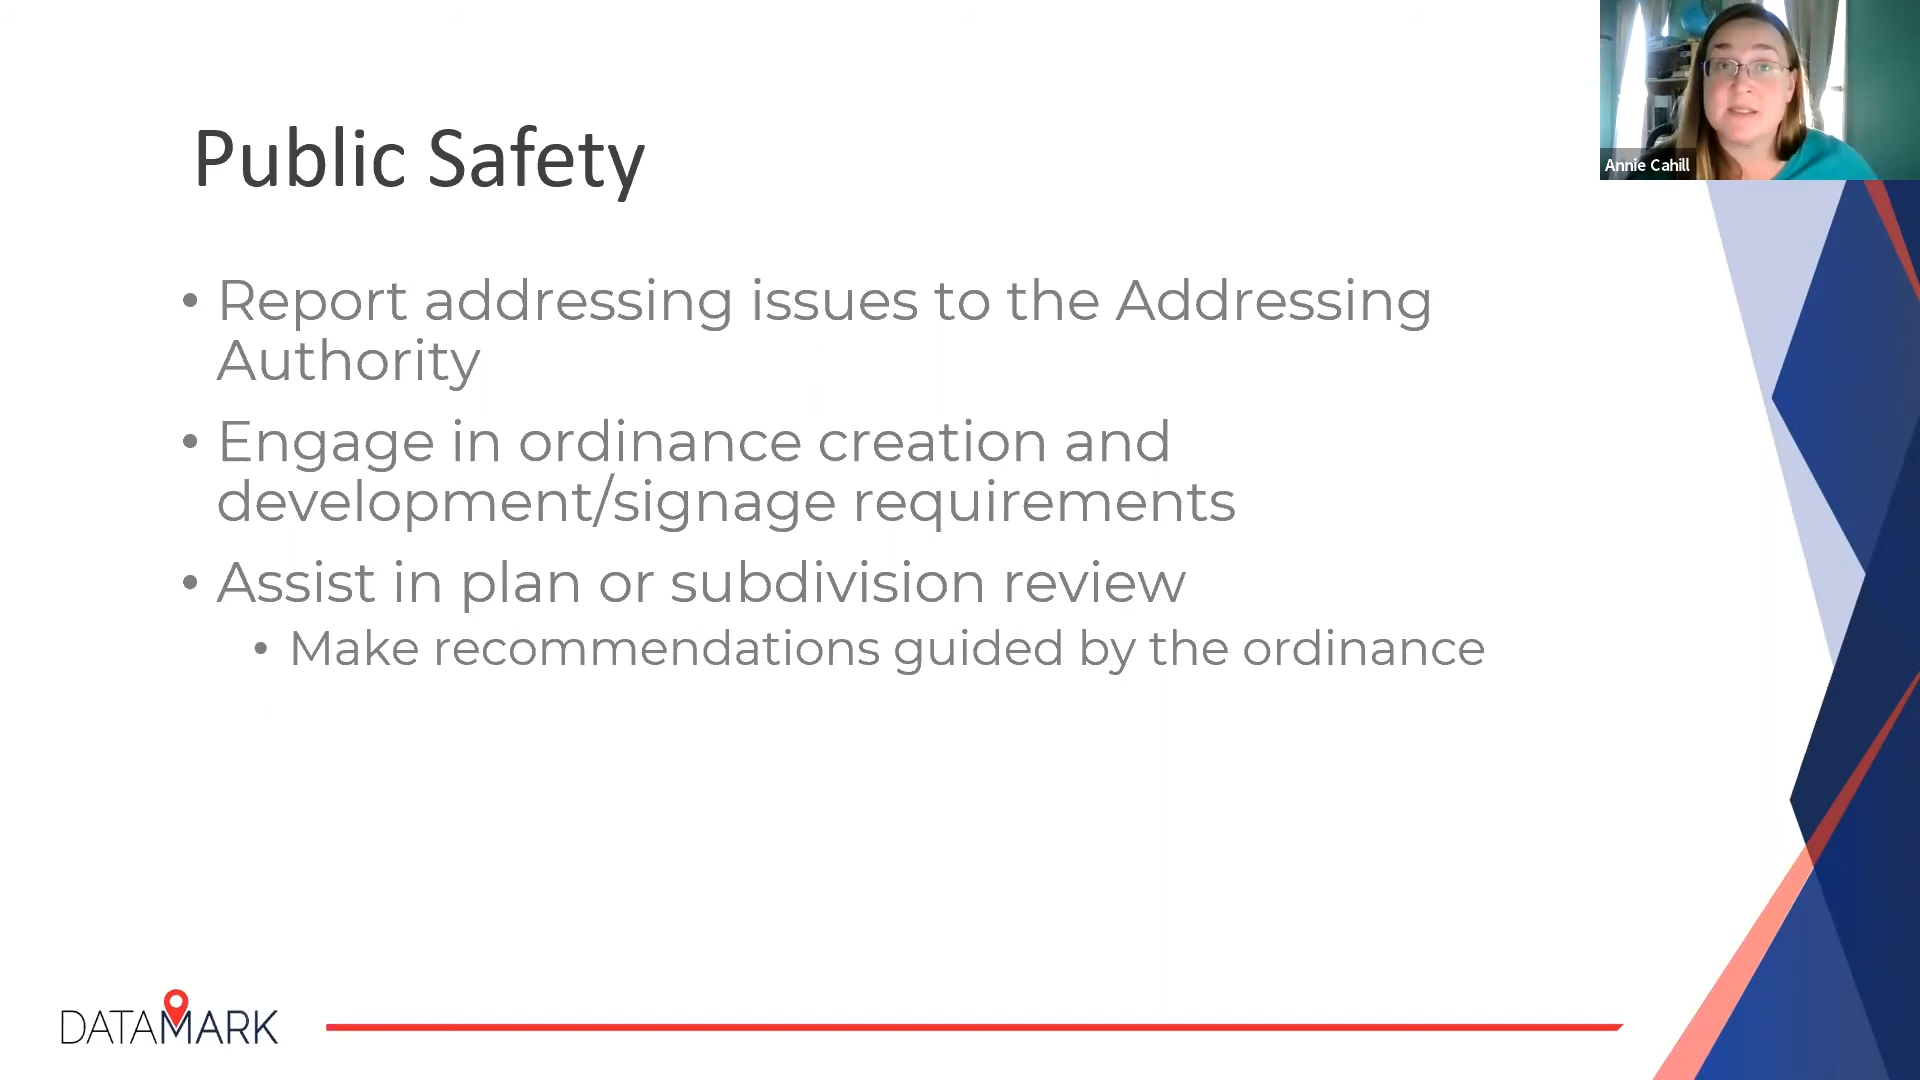 Annie Cahill
Public Safety
• Report addressing issues to the Addressing
Authority
• Engage in ordinance creation and
development/signage requirements
• Assist in plan or subdivision review
• Make recommendations guided by the ordinance
DATAMARK